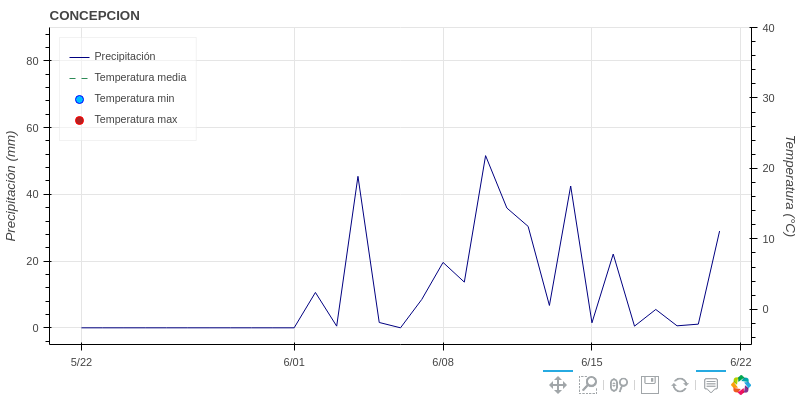 CONCEPCION
Precipitación
Temperatura media
Temperatura min
Temperatura max
Precipitación (mm)
80
60
40
20
0
Temperatura (°C)
40
30
20
10
0
5/22
6/01
6/08
6/15
6/22